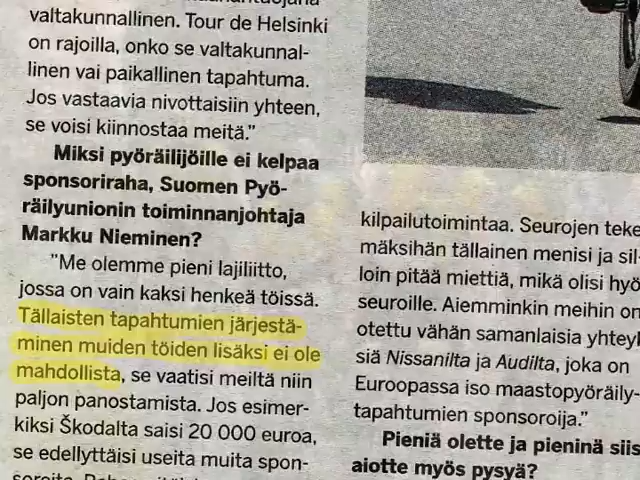 valtakunnallinen. Tour de Helsinki
on rajoilla, onko se valtakunnal-
linen vai paikallinen tapahtuma.
Jos vastaavia nivottaisiin yhteen,
se voisi kiinnostaa meitä.”
Miksi pyöräilijöille ei kelpaa
sponsoriraha, Suomen Pyö-
räilyunionin toiminnanjohtaja
Markku Nieminen?
”Me olemme pieni lajiliitto,
jossa on vain kaksi henkeä töissä.
Tällaisten tapahtumien järjestä-
minen muiden töiden lisäksi ei ole
mahdollista, se vaatisi meiltä niin
paljon panostamista. Jos esimer-
kiksi Škodalta saisi 20 000 euroa,
se edellyttäisi useita muita spon-
kilpailutoimintaa. Seurojen teke
mäksihän tällainen menisi ja sil-
loin pitää miettiä, mikä olisi hyö
seuroille. Aiemminkin meihin on
otettu vähän samanlaisia yhtey
siä Nissanilta ja Audilta, joka on
Euroopassa iso maastopyöräily-
tapahtumien sponsoroija.”
Pieniä olette ja pieninä siis
aiotte myös pysyä?